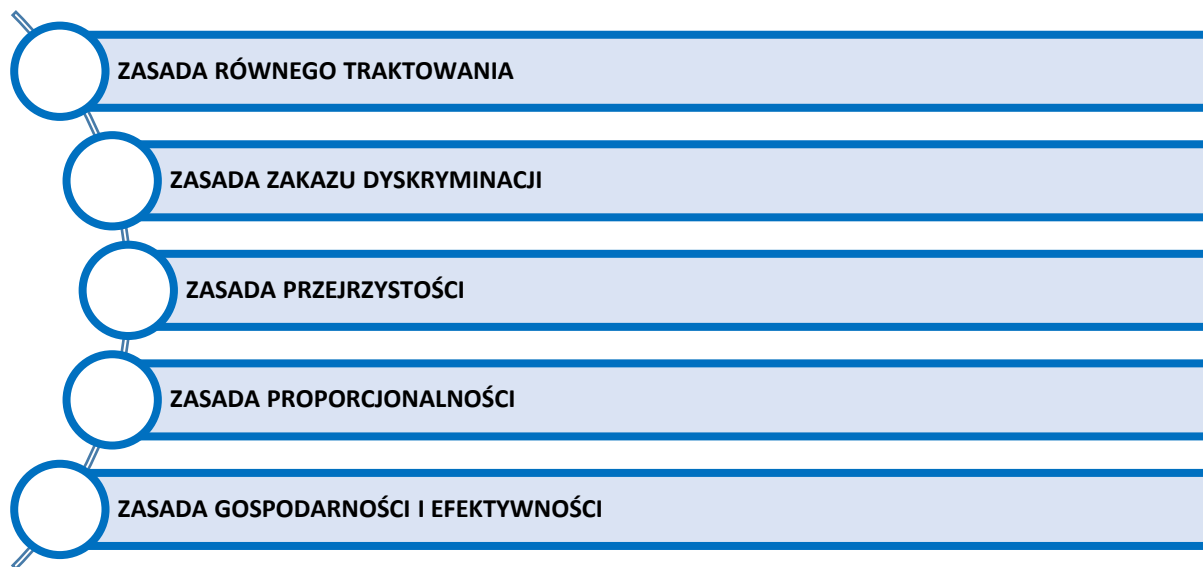 ZASADA RÓWNEGO TRAKTOWANIA
ZASADA ZAKAZU DYSKRYMINACJI
ZASADA PRZEJRZYSTOŚCI
ZASADA PROPORCJONALNOŚCI
ZASADA GOSPODARNOŚCI I EFEKTYWNOŚCI